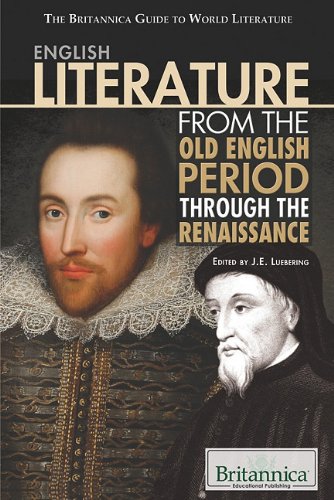 The Britannica Guide to World Literature
ENGLISH
LITERATURE
FROM THE
OLD ENGLISH
PERIOD
THROUGH THE
RENAISSANCE
Edited by J.E. Luebering
Britannica
Educational Publishing